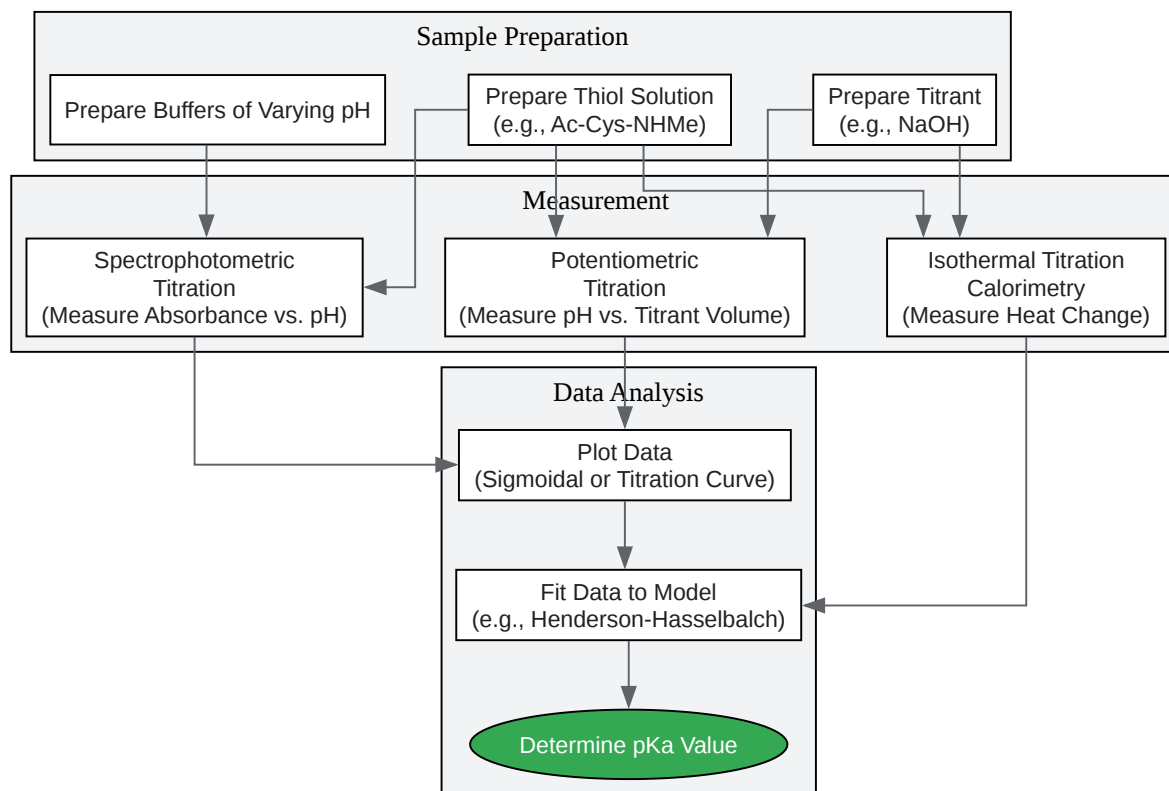 Sample Preparation
Prepare Buffers of Varying pH
Prepare Thiol Solution
(e.g., Ac-Cys-NHMe)
Prepare Titrant
(e.g., NaOH)
Measurement
Spectrophotometric
Titration
(Measure Absorbance vs. pH)
Potentiometric
Titration
(Measure pH vs. Titrant Volume)
Isothermal Titration
Calorimetry
(Measure Heat Change)
Data Analysis
Plot Data
(Sigmoidal or Titration Curve)
Fit Data to Model
(e.g., Henderson-Hasselbalch)
Determine pKa Value